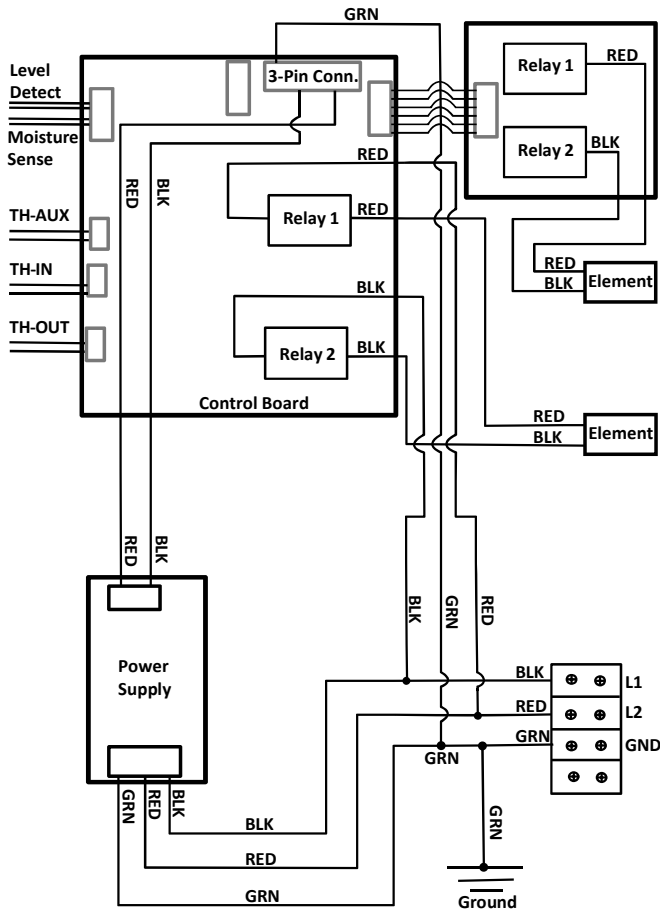 GRN
3-Pin Conn.
Level
Detect
Moisture
Sense
Relay 1
RED
Relay 2
BLK
RED
BLK
RED
Relay 1
RED
TH-AUX
TH-IN
TH-OUT
BLK
Relay 2
BLK
RED
BLK
Element
Control Board
RED
BLK
Element
RED
BLK
BLK
GRN
RED
Power
Supply
BLK
L1
RED
L2
GRN
GND
GRN
GRN
RED
BLK
BLK
GRN
RED
GRN
Ground